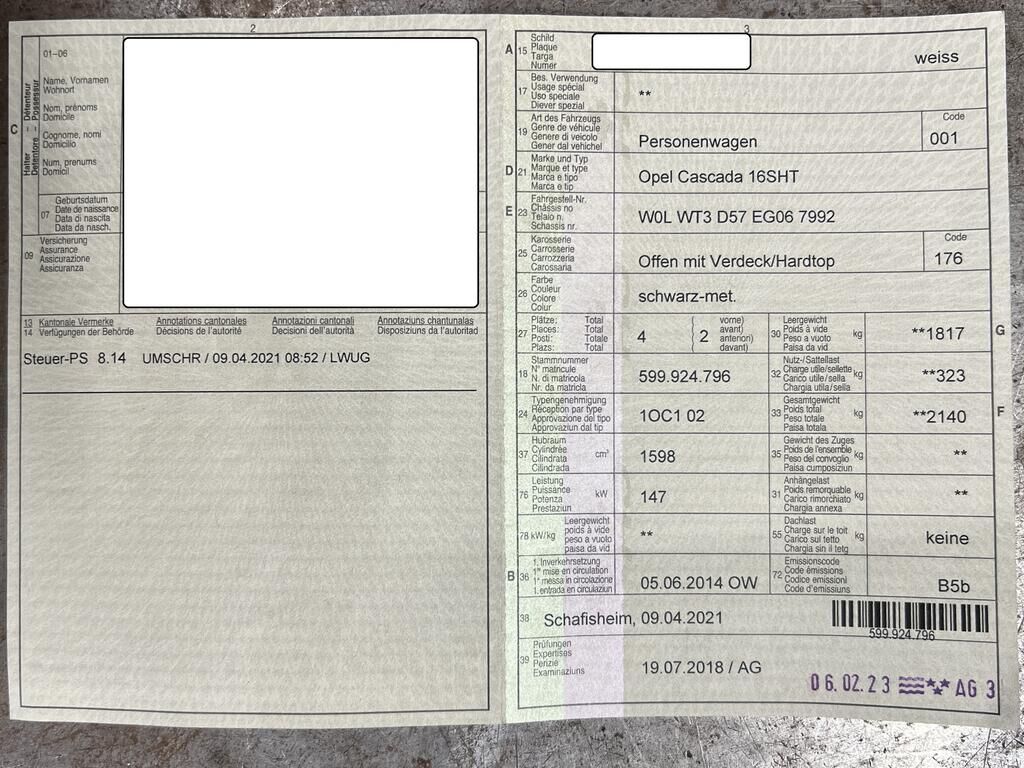 2
C
Halter — Détenteur
Detentore — Possessur
01–06
Name, Vornamen
Wohnort
Nom, prénoms
Domicile
Cognome, nomi
Domicilio
Num, prenums
Domicil
07
Geburtsdatum
Date de naissance
Data di nascita
Data da nasch.
09
Versicherung
Assurance
Assicurazione
Assicuranza
13 Kantonale Vermerke Annotations cantonales Annotazioni cantonali Annotaziuns chantunalas
14 Verfügungen der Behörde Décisions de l'autorité Decisioni dell'autorità Disposiziuns da l'autoritad
Steuer-PS 8.14 UMSCHR / 09.04.2021 08:52 / LWUG
3
A 15
Schild
Plaque
Targa
Numer
weiss
17
Bes. Verwendung
Usage spécial
Uso speciale
Diever spezial
**
19
Art des Fahrzeugs
Genre de véhicule
Genere di veicolo
Gener dal vehichel
Personenwagen
Code
001
D 21
Marke und Typ
Marque et type
Marca e tipo
Marca e tip
Opel Cascada 16SHT
E 23
Fahrgestell-Nr.
Châssis no
Telaio n.
Schassis nr.
W0L WT3 D57 EG06 7992
25
Karosserie
Carrosserie
Carrozzeria
Carossaria
Offen mit Verdeck/Hardtop
Code
176
26
Farbe
Couleur
Colore
Colur
schwarz-met.
27
Plätze: Total
Places: Total
Posti: Totale
Plazs: Total
4
2
vorne)
avant)
anteriori)
davant)
30
Leergewicht
Poids à vide
Peso a vuoto
Paisa da vid
kg
**1817
G
18
Stammnummer
N° matricule
N. di matricola
Nr. da matricla
599.924.796
32
Nutz-/Sattellast
Charge utile/sellette
Carico utile/sella
Chargia utila/sella
kg
**323
24
Typengenehmigung
Réception par type
Approvazione del tipo
Approvaziun dal tip
1OC1 02
33
Gesamtgewicht
Poids total
Peso totale
Paisa totala
kg
**2140
F
37
Hubraum
Cylindrée
Cilindrata
Cilindrada
cm³
1598
35
Gewicht des Zuges
Poids de l'ensemble
Peso del convoglio
Paisa cumposiziun
kg
**
76
Leistung
Puissance
Potenza
Prestaziun
kW
147
31
Anhängelast
Poids remorquable
Carico rimorchiato
Chargia annexa
kg
**
78 kW/kg
Leergewicht
poids à vide
peso a vuoto
paisa da vid
**
55
Dachlast
Charge sur le toit
Carico sul tetto
Chargia sin il tetg
kg
keine
B 36
1. Inverkehrsetzung
1re mise en circulation
1a messa in circolazione
1. entrada en circulaziun
05.06.2014 OW
72
Emissionscode
Code émissions
Codice emissioni
Code d'emissiuns
B5b
38
Schafisheim, 09.04.2021
599.924.796
39
Prüfungen
Expertises
Perizie
Examinaziuns
19.07.2018 / AG
06.02.23 AG 3